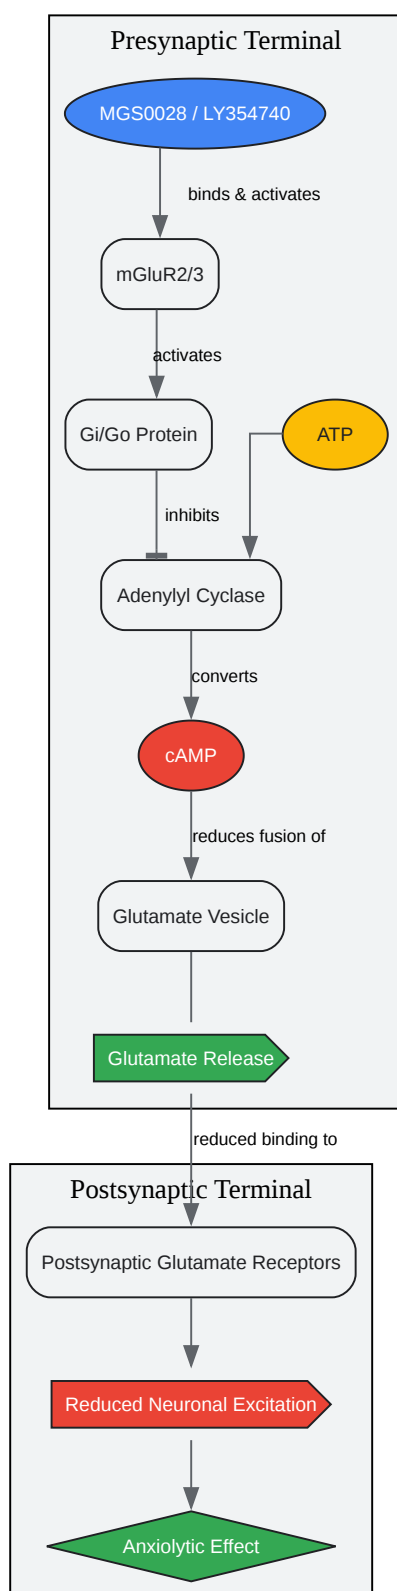 Presynaptic Terminal
MGS0028 / LY354740
binds & activates
mGluR2/3
activates
Gi/Go Protein
ATP
inhibits
Adenylyl Cyclase
converts
cAMP
reduces fusion of
Glutamate Vesicle
Glutamate Release
reduced binding to
Postsynaptic Terminal
Postsynaptic Glutamate Receptors
Reduced Neuronal Excitation
Anxiolytic Effect